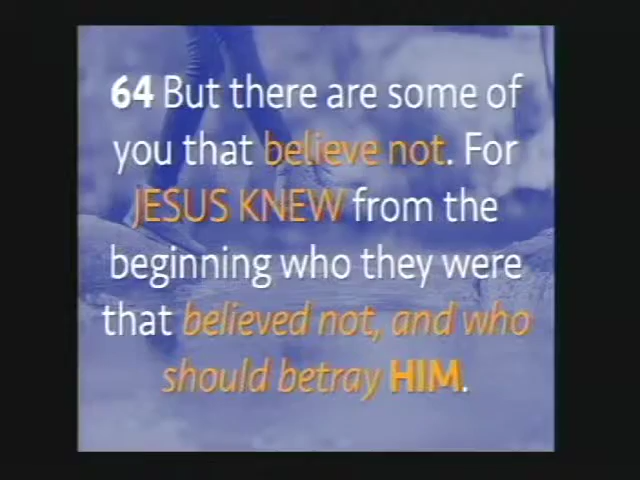 64 But there are some of
you that believe not. For
JESUS KNEW from the
beginning who they were
that believed not, and who
should betray HIM.